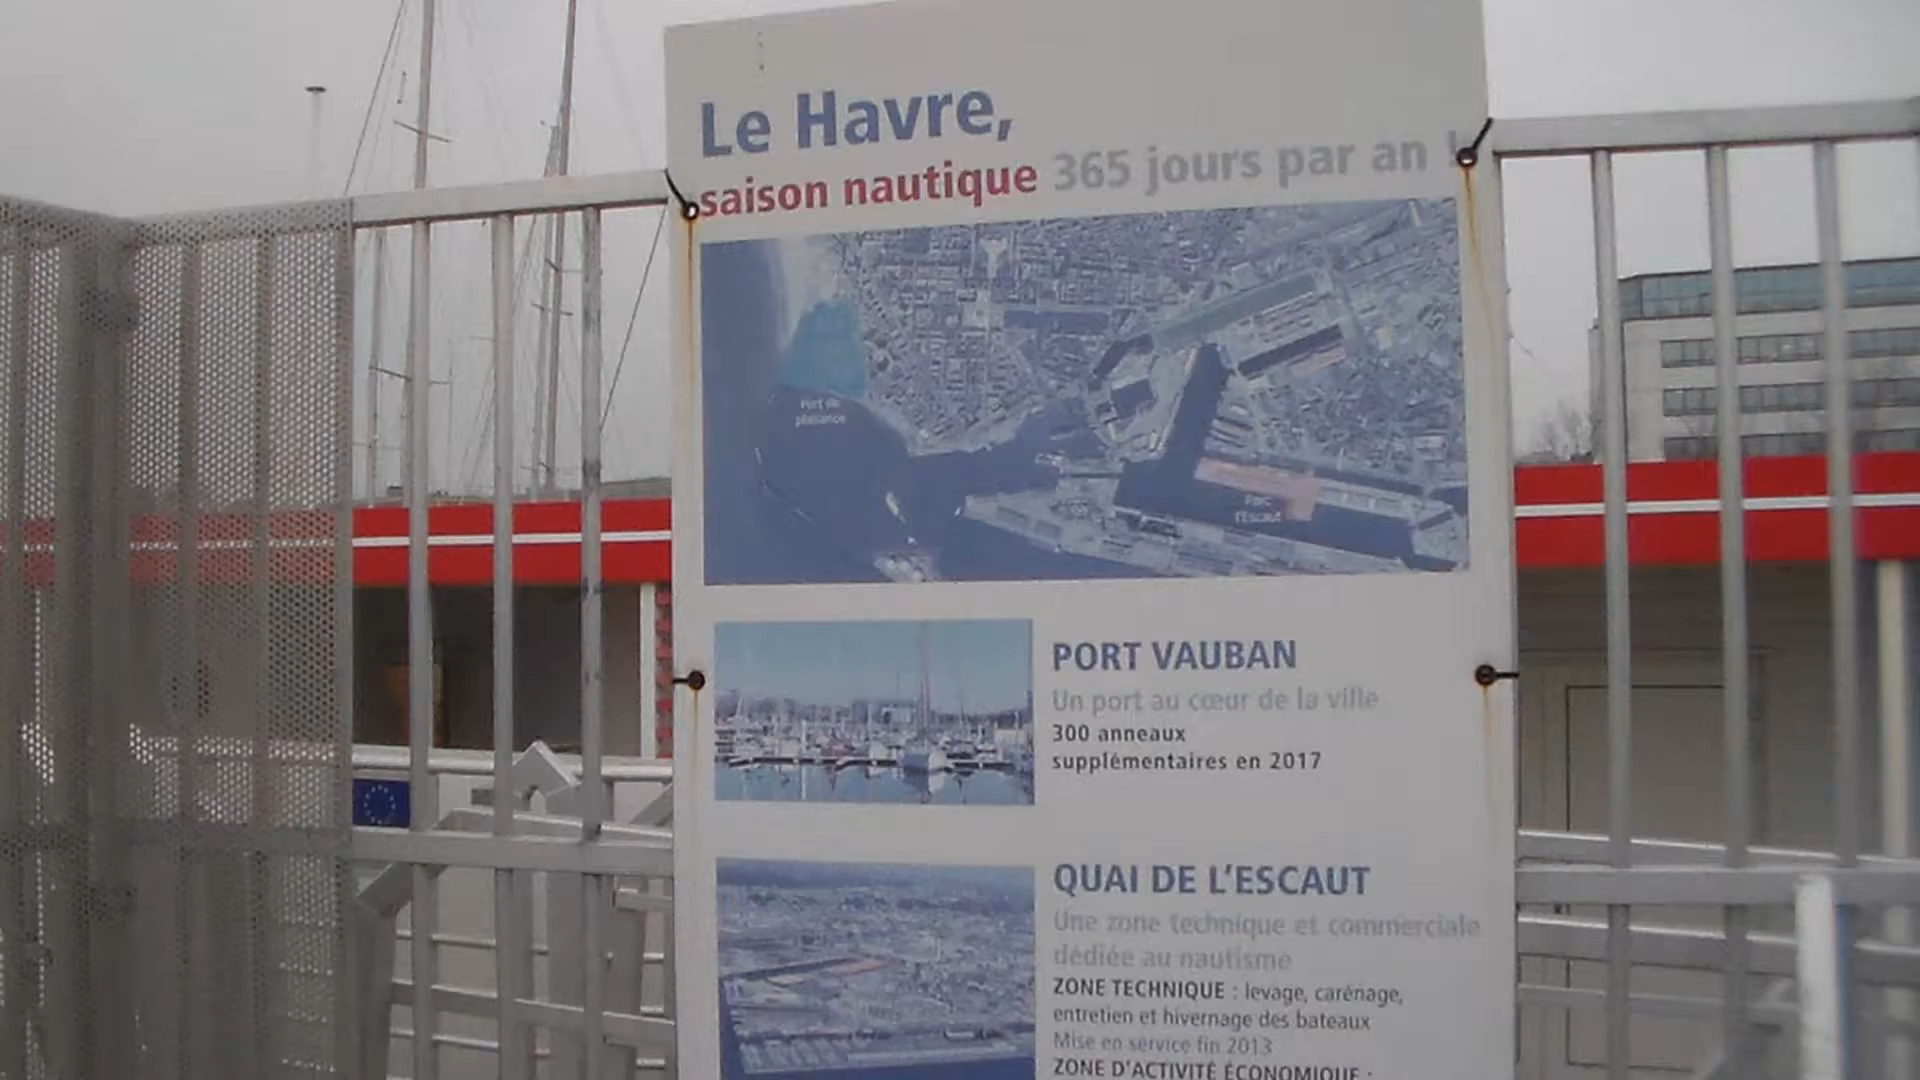 Le Havre,
saison nautique 365 jours par an !
Port de
plaisance
Parc
l'Escaut
PORT VAUBAN
Un port au cœur de la ville
300 anneaux
supplémentaires en 2017
QUAI DE L'ESCAUT
Une zone technique et commerciale
dédiée au nautisme
ZONE TECHNIQUE : levage, carénage,
entretien et hivernage des bateaux
Mise en service fin 2013
ZONE D'ACTIVITÉ ÉCONOMIQUE :